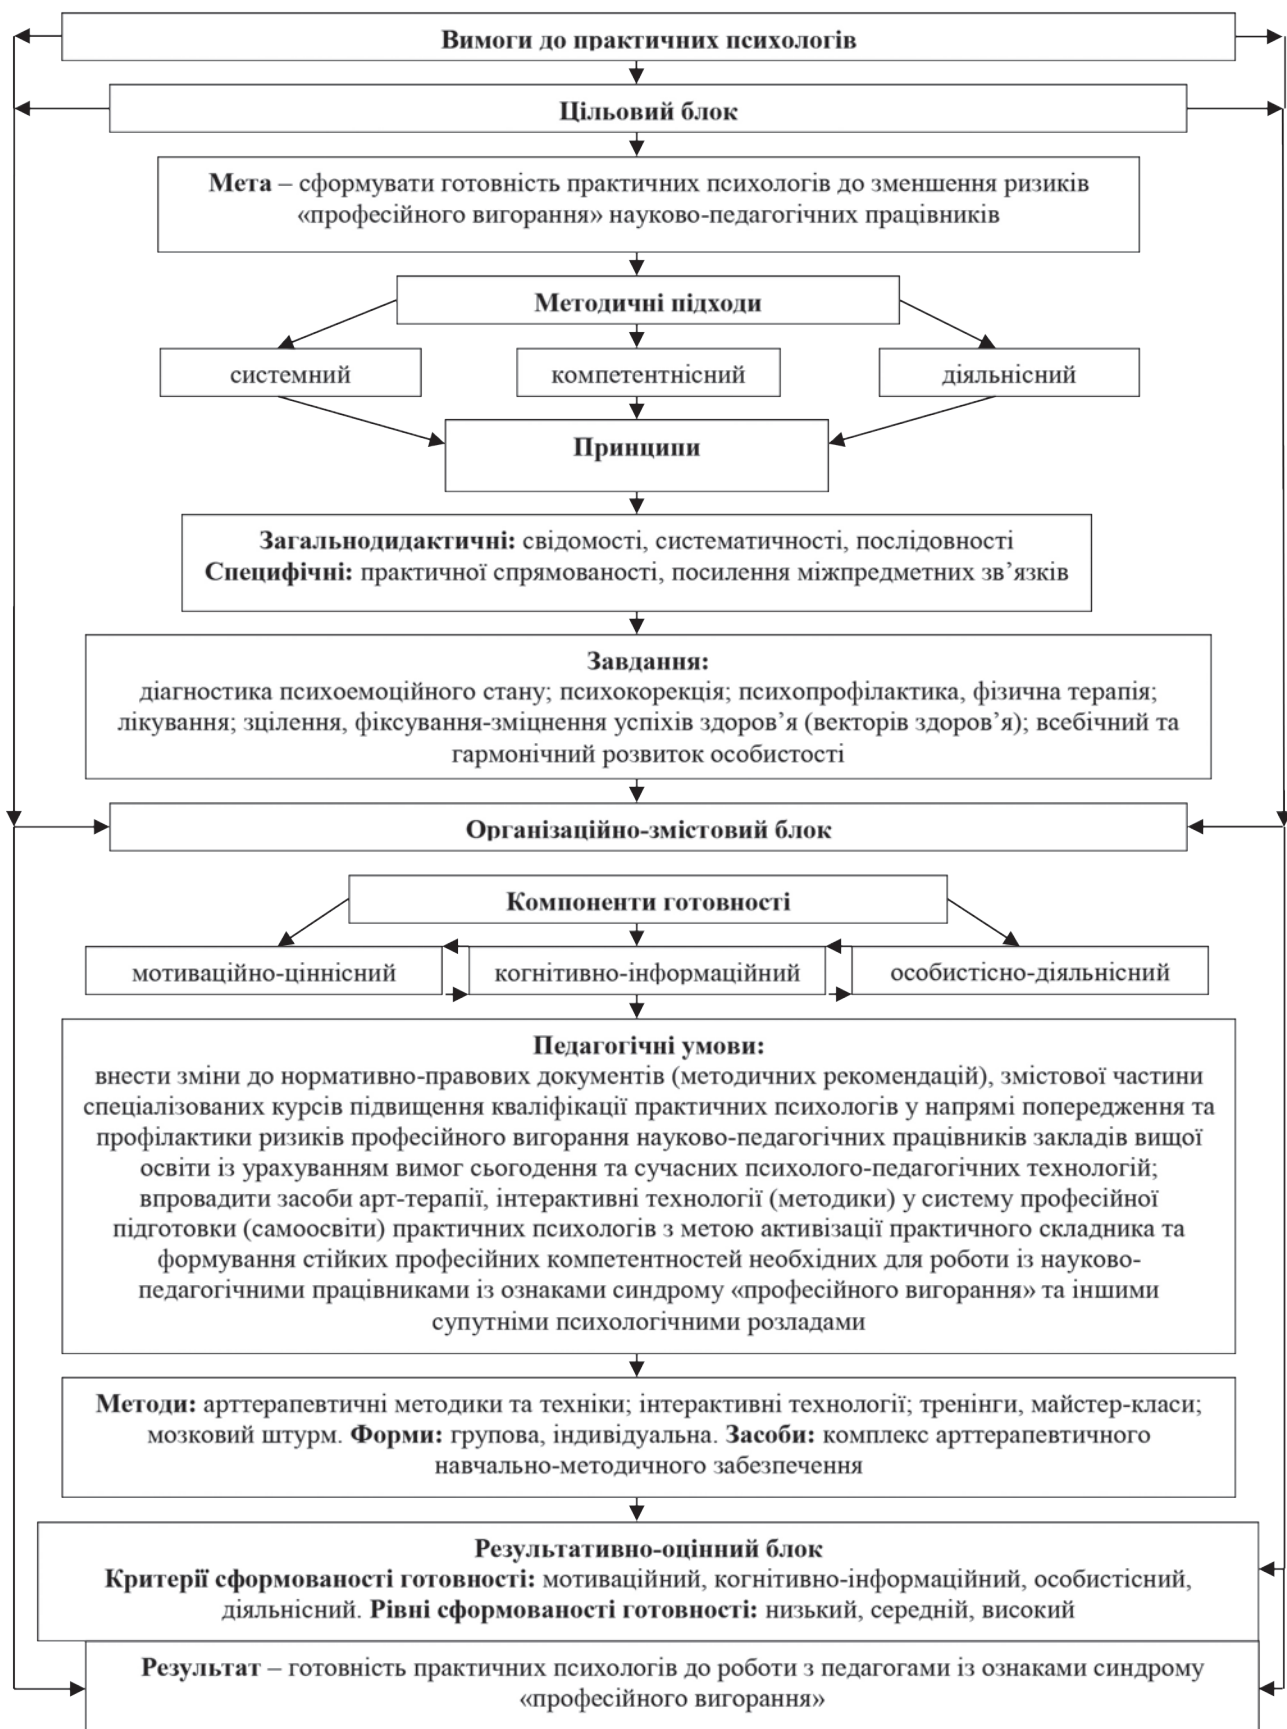 Вимоги до практичних психологів
Цільовий блок
Мета – сформувати готовність практичних психологів до зменшення ризиків
«професійного вигорання» науково-педагогічних працівників
Методичні підходи
системний
компетентнісний
діяльнісний
Принципи
Загальнодидактичні: свідомості, систематичності, послідовності
Специфічні: практичної спрямованості, посилення міжпредметних зв’язків
Завдання:
діагностика психоемоційного стану; психокорекція; психопрофілактика, фізична терапія;
лікування; зцілення, фіксування-зміцнення успіхів здоров’я (векторів здоров’я); всебічний та
гармонічний розвиток особистості
Організаційно-змістовий блок
Компоненти готовності
мотиваційно-ціннісний
когнітивно-інформаційний
особистісно-діяльнісний
Педагогічні умови:
внести зміни до нормативно-правових документів (методичних рекомендацій), змістової частини
спеціалізованих курсів підвищення кваліфікації практичних психологів у напрямі попередження та
профілактики ризиків професійного вигорання науково-педагогічних працівників закладів вищої
освіти із урахуванням вимог сьогодення та сучасних психолого-педагогічних технологій;
впровадити засоби арт-терапії, інтерактивні технології (методики) у систему професійної
підготовки (самоосвіти) практичних психологів з метою активізації практичного складника та
формування стійких професійних компетентностей необхідних для роботи із науково-
педагогічними працівниками із ознаками синдрому «професійного вигорання» та іншими
супутніми психологічними розладами
Методи: арттерапевтичні методики та техніки; інтерактивні технології; тренінги, майстер-класи;
мозковий штурм. Форми: групова, індивідуальна. Засоби: комплекс арттерапевтичного
навчально-методичного забезпечення
Результативно-оцінний блок
Критерії сформованості готовності: мотиваційний, когнітивно-інформаційний, особистісний,
діяльнісний. Рівні сформованості готовності: низький, середній, високий
Результат – готовність практичних психологів до роботи з педагогами із ознаками синдрому
«професійного вигорання»